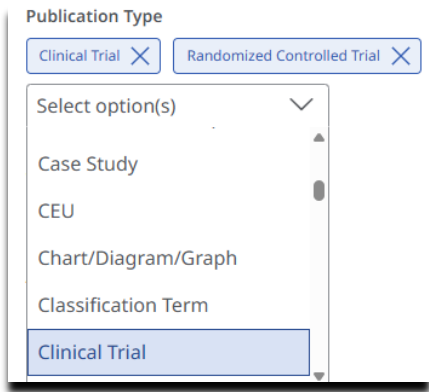 Publication Type
Clinical Trial
Randomized Controlled Trial
Select option(s)
Case Study
CEU
Chart/Diagram/Graph
Classification Term
Clinical Trial